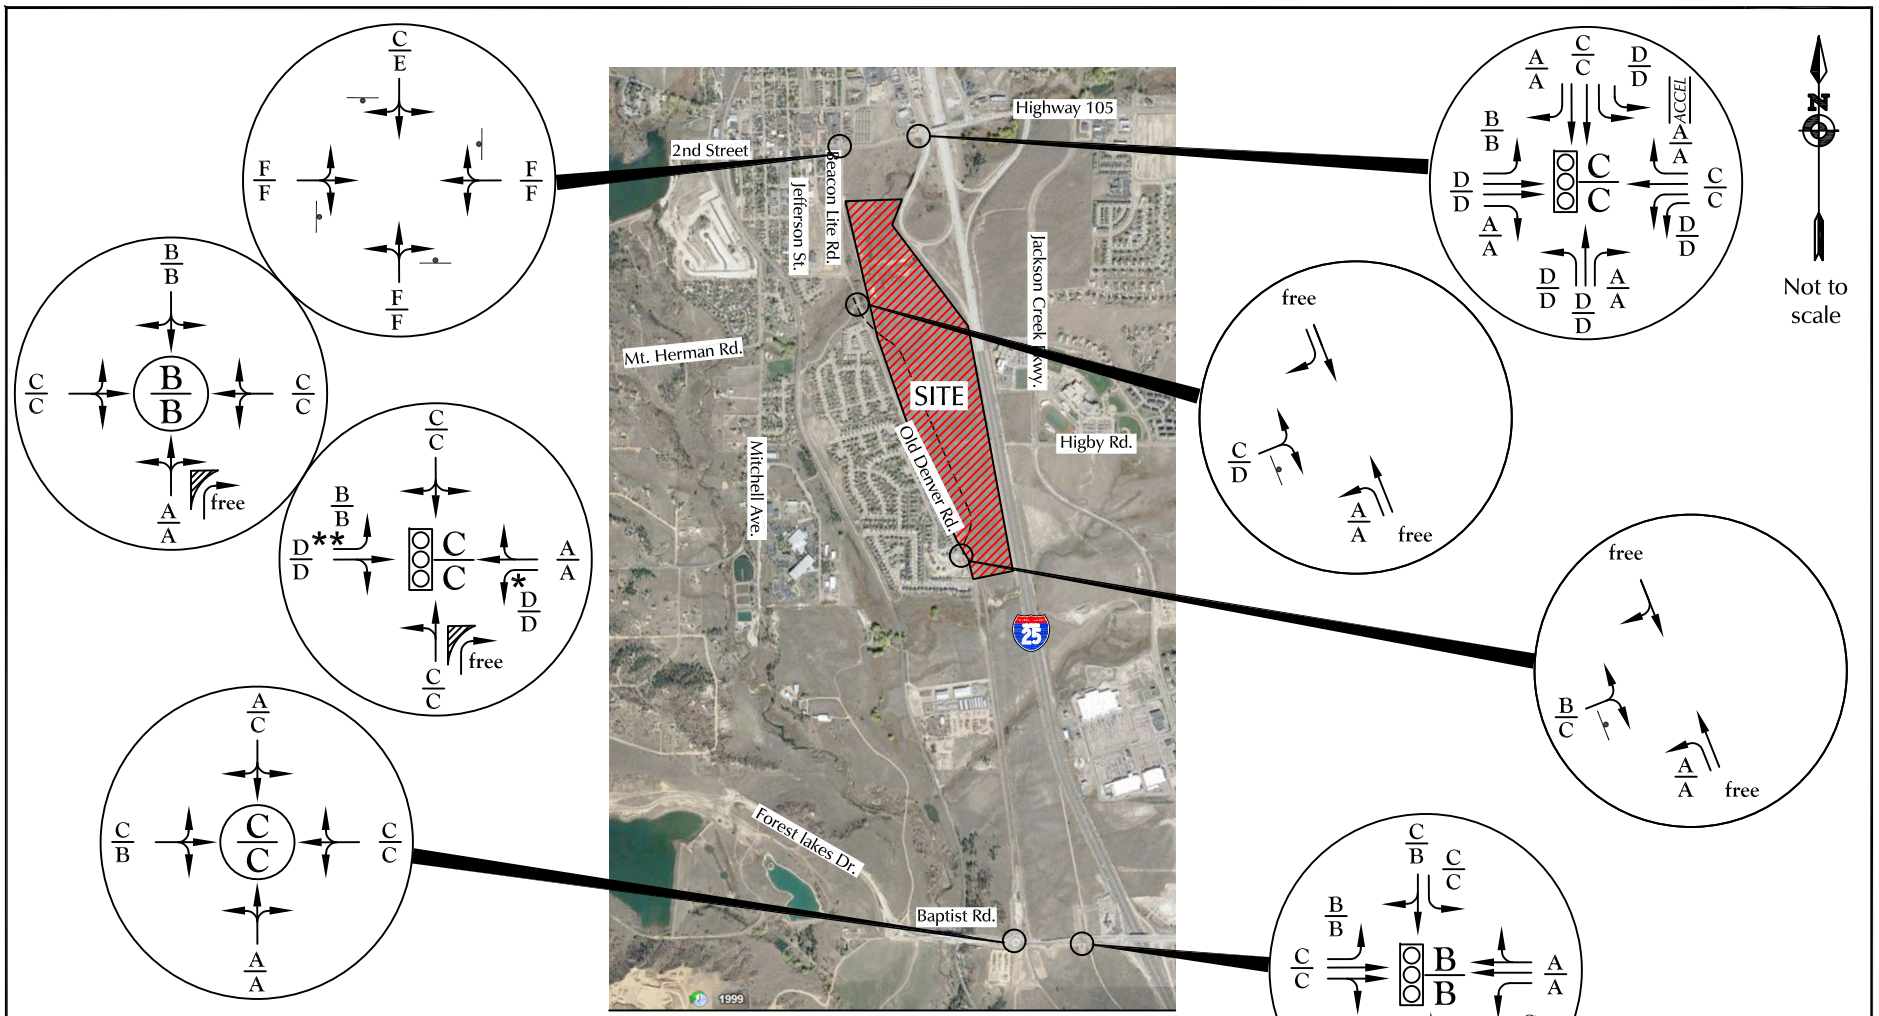 C
E
F
F
F
F
F
F
B
B
C
C
B
B
C
C
A
A
free
C
C
B
B
D**
D
C
C
A
A
*
D
D
free
C
C
A
C
C
B
C
C
C
C
A
A
Highway 105
2nd Street
Beacon Lite Rd.
Jefferson St.
Jackson Creek Pkwy.
Mt. Herman Rd.
SITE
Higby Rd.
Old Denver Rd.
Mitchell Ave.
25
Forest lakes Dr.
Baptist Rd.
1999
A
A
C
C
D
D
ACCEL
B
B
A
A
D
D
C
C
C
C
A
A
D
D
D
D
D
D
A
A
N
Not to
scale
free
C
D
A
A
free
free
B
C
A
A
free
C
B
C
C
B
B
C
C
B
B
A
A